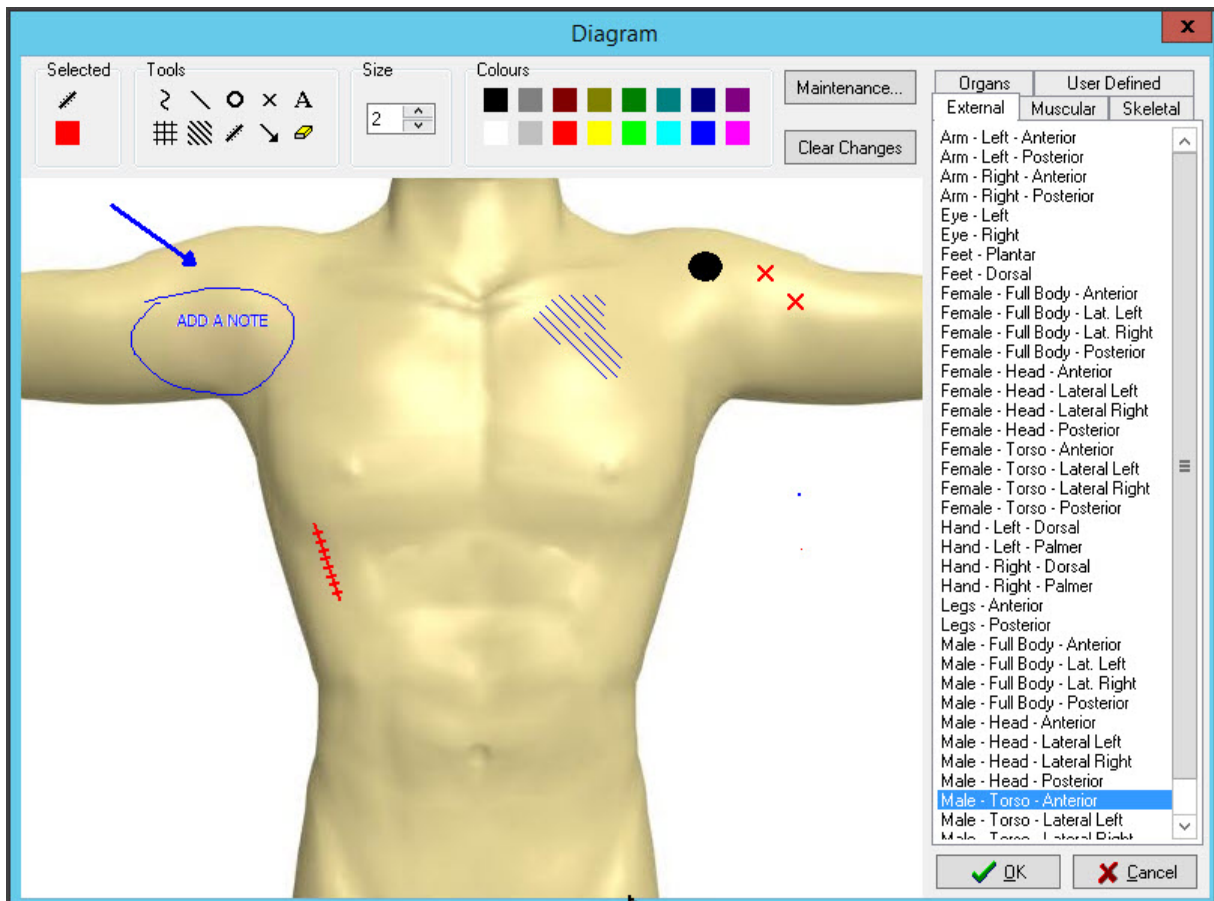 Diagram
x
Selected
Tools
Size
Colours
A
2
Maintenance...
Clear Changes
Organs
User Defined
External
Muscular
Skeletal
ADD A NOTE
Arm - Left - Anterior
Arm - Left - Posterior
Arm - Right - Anterior
Arm - Right - Posterior
Eye - Left
Eye - Right
Feet - Plantar
Feet - Dorsal
Female - Full Body - Anterior
Female - Full Body - Lat. Left
Female - Full Body - Lat. Right
Female - Full Body - Posterior
Female - Head - Anterior
Female - Head - Lateral Left
Female - Head - Lateral Right
Female - Head - Posterior
Female - Torso - Anterior
Female - Torso - Lateral Left
Female - Torso - Lateral Right
Female - Torso - Posterior
Hand - Left - Dorsal
Hand - Left - Palmer
Hand - Right - Dorsal
Hand - Right - Palmer
Legs - Anterior
Legs - Posterior
Male - Full Body - Anterior
Male - Full Body - Lat. Left
Male - Full Body - Lat. Right
Male - Full Body - Posterior
Male - Head - Anterior
Male - Head - Lateral Left
Male - Head - Lateral Right
Male - Head - Posterior
Male - Torso - Anterior
Male - Torso - Lateral Left
Male - Torso - Lateral Right
OK
Cancel